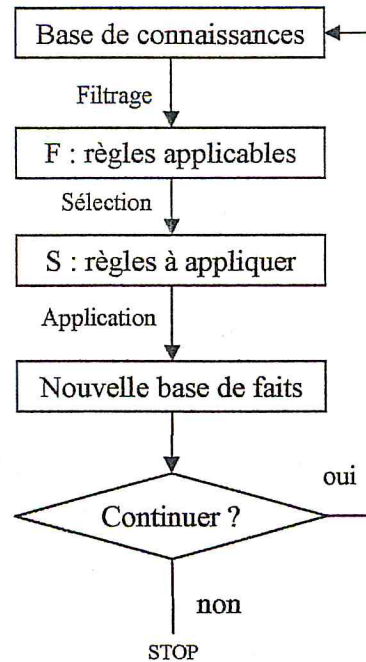 Base de connaissances
Filtrage
F : règles applicables
Sélection
S : règles à appliquer
Application
Nouvelle base de faits
oui
Continuer ?
non
STOP